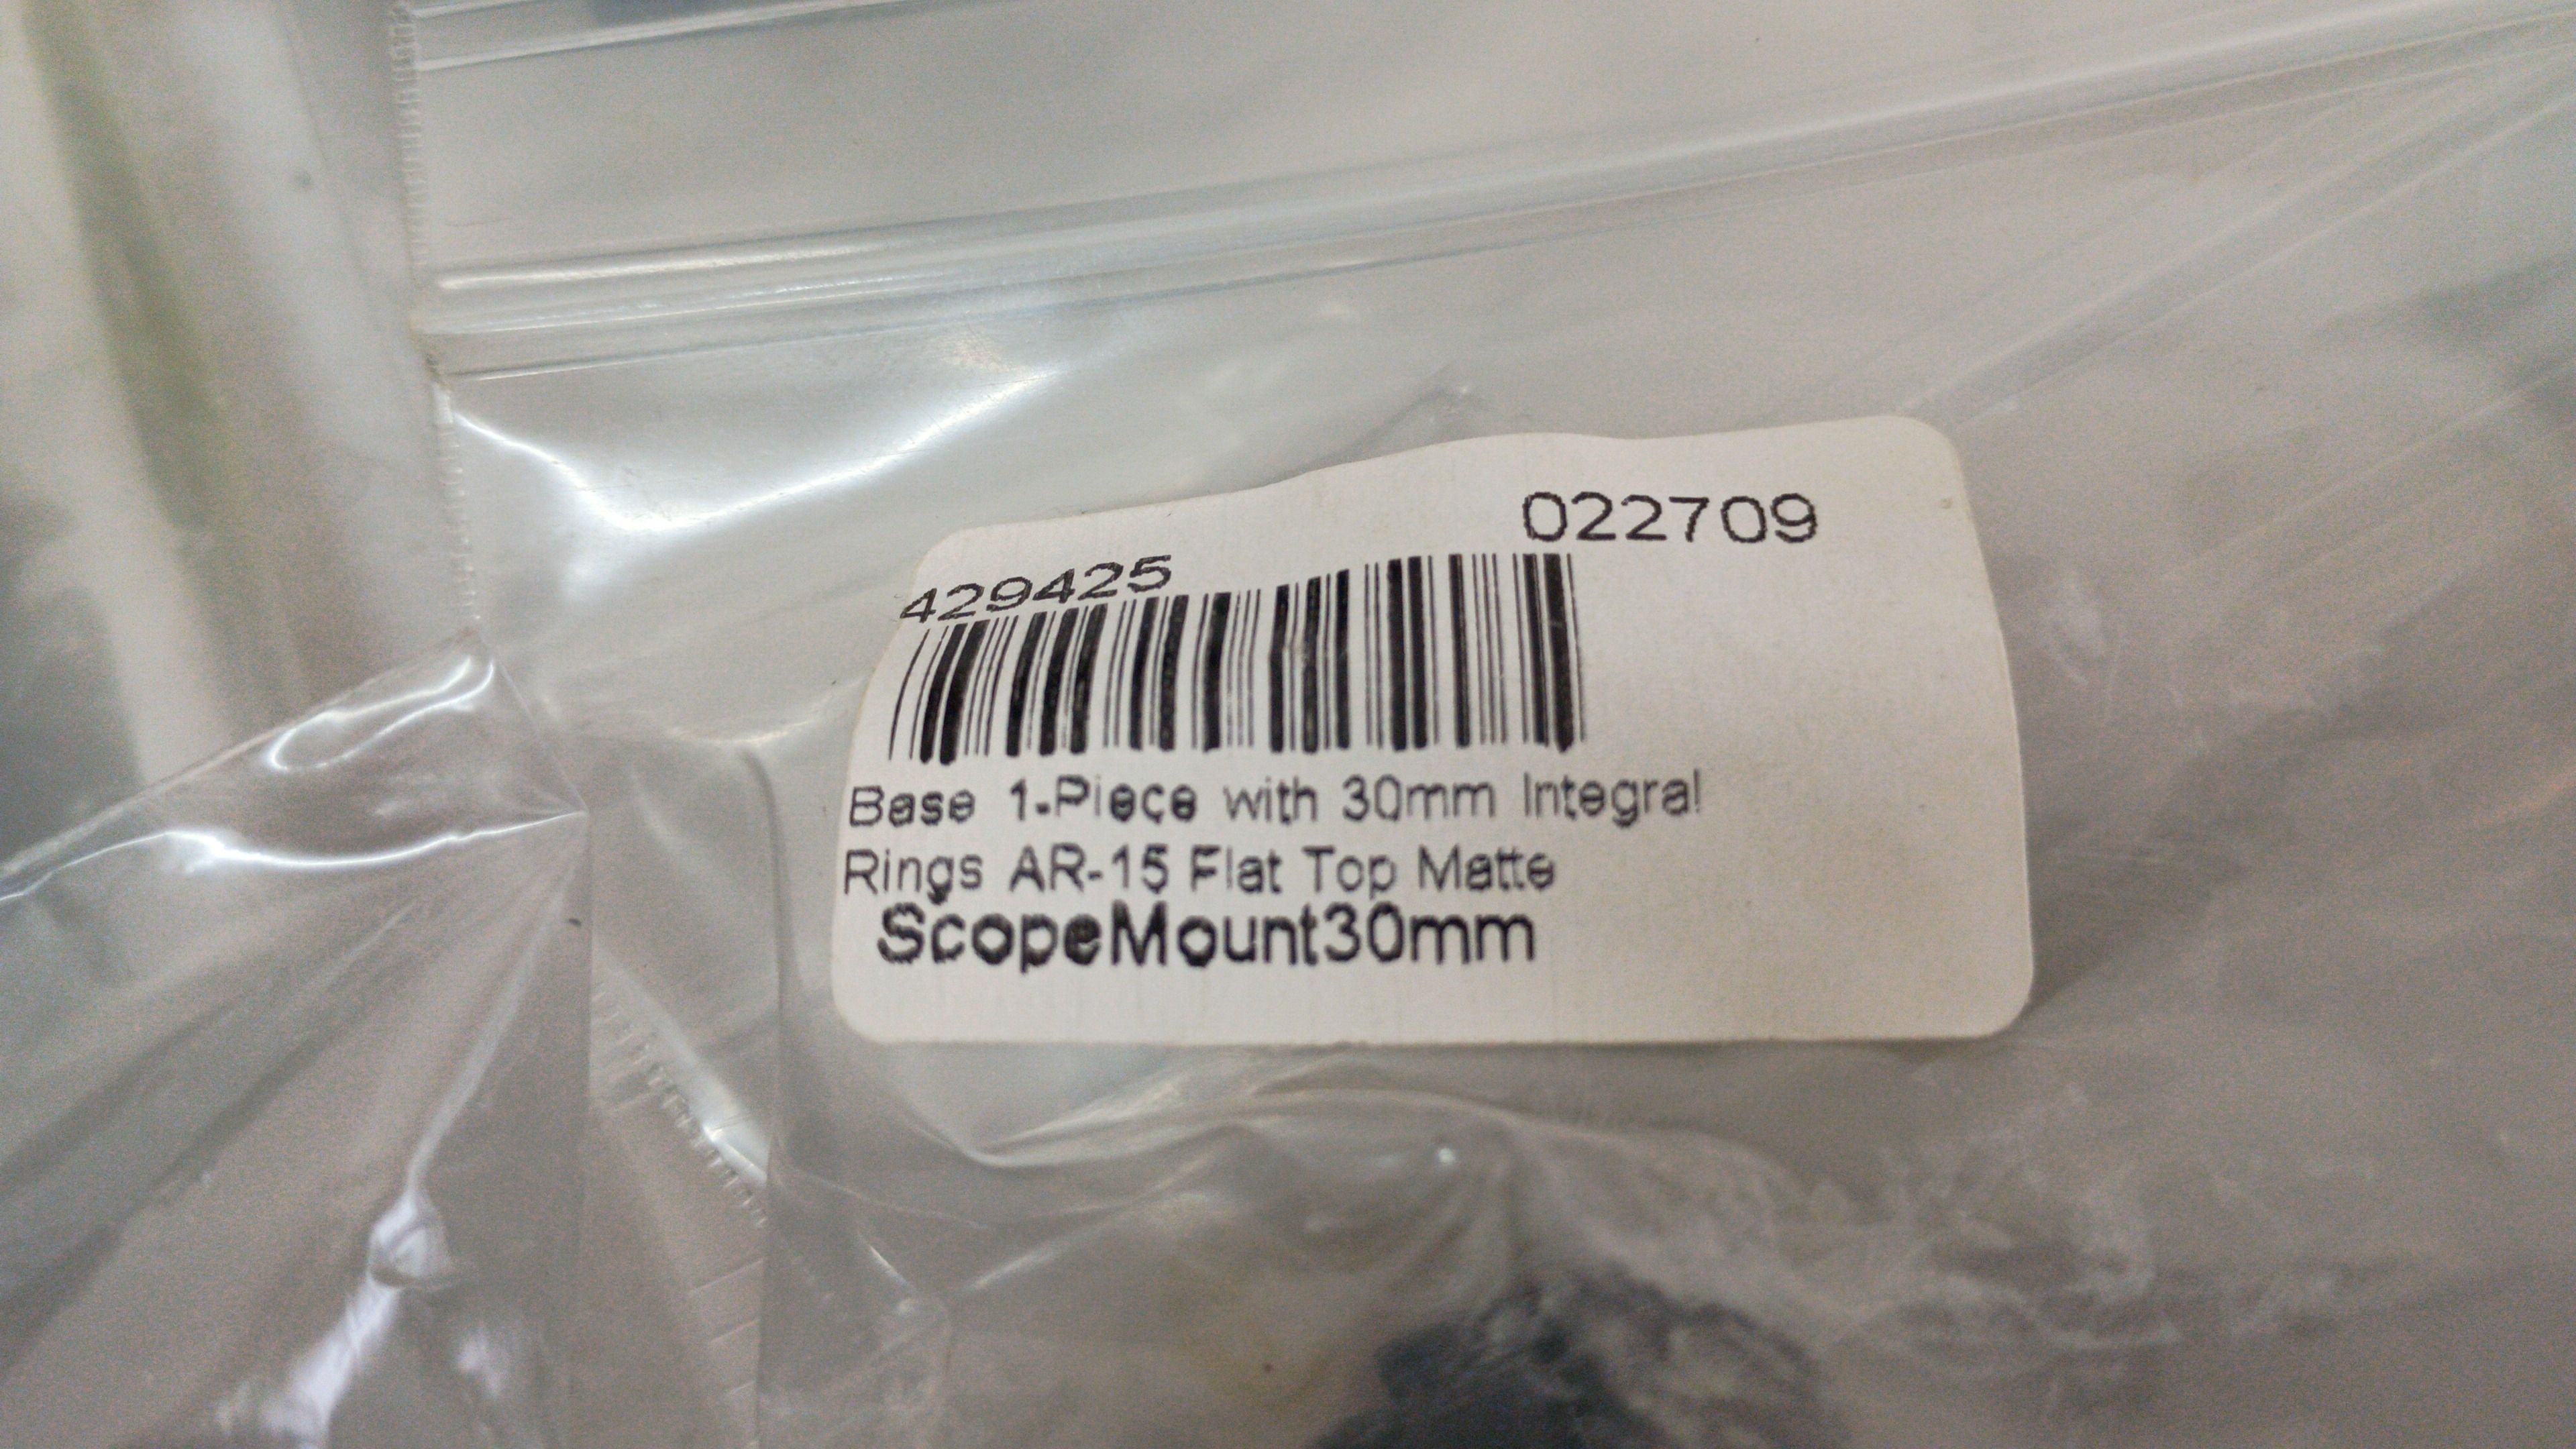 022709
429425
Base 1-Piece with 30mm Integral
Rings AR-15 Flat Top Matte
ScopeMount30mm